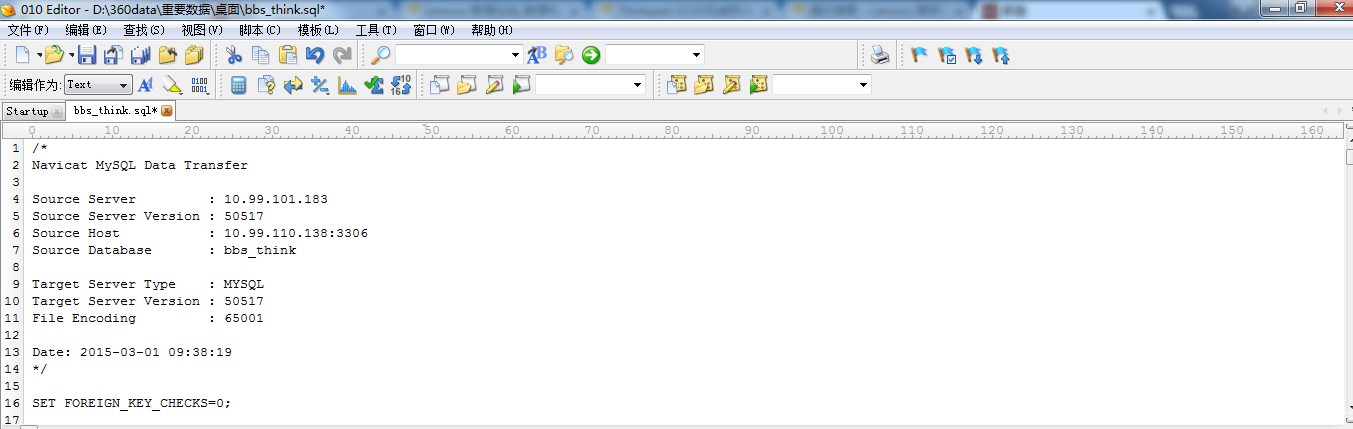 010 Editor - D:\360data\重要数据\桌面\bbs_think.sql*
文件(F) 编辑(E) 查找(S) 视图(V) 脚本(C) 模板(L) 工具(T) 窗口(W) 帮助(H)
编辑作为: Text
Startup bbs_think.sql*
0 10 20 30 40 50 60 70 80 90 100 110 120 130 140 150 160
1 /*
2 Navicat MySQL Data Transfer
3
4 Source Server : 10.99.101.183
5 Source Server Version : 50517
6 Source Host : 10.99.110.138:3306
7 Source Database : bbs_think
8
9 Target Server Type : MYSQL
10 Target Server Version : 50517
11 File Encoding : 65001
12
13 Date: 2015-03-01 09:38:19
14 */
15
16 SET FOREIGN_KEY_CHECKS=0;
17